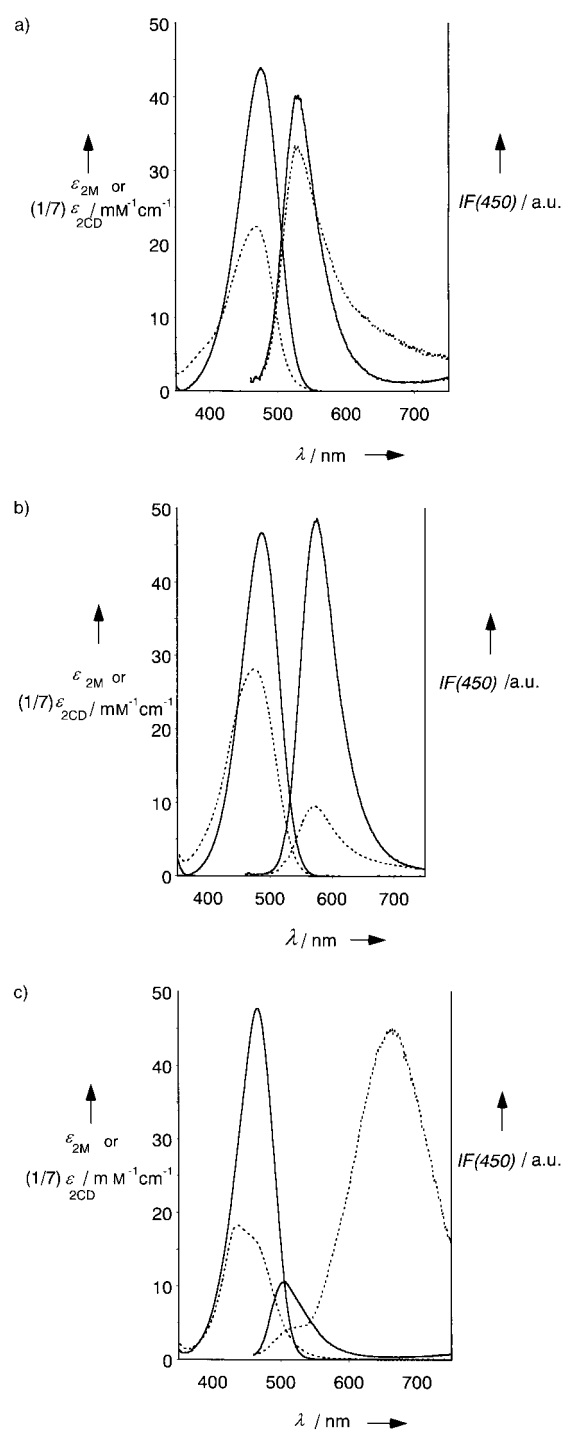 a)
50
40
30
20
10
0
ε2M or
(1/7) ε2CD / mM-1cm-1
IF(450) / a.u.
400 500 600 700
λ / nm
b)
50
40
30
20
10
0
ε2M or
(1/7) ε2CD / mM-1cm-1
IF(450) /a.u.
400 500 600 700
λ / nm
c)
50
40
30
20
10
0
ε2M or
(1/7) ε2CD / m M-1cm-1
IF(450) / a.u.
400 500 600 700
λ / nm